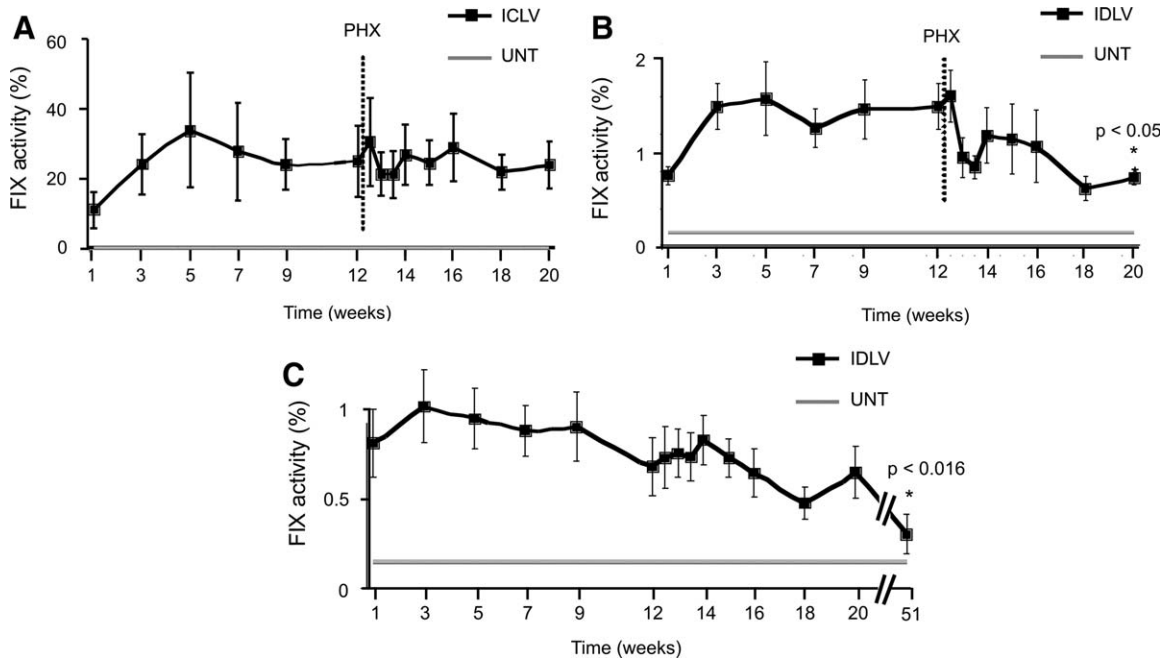 A
PHX
ICLV
UNT
FIX activity (%)
60
40
20
0
1 3 5 7 9 12 14 16 18 20
Time (weeks)
B
PHX
IDLV
UNT
FIX activity (%)
2
1
0
p < 0.05
*
*
1 3 5 7 9 12 14 16 18 20
Time (weeks)
C
IDLV
UNT
FIX activity (%)
1
0.5
0
p < 0.016
*
1 3 5 7 9 12 14 16 18 20 51
Time (weeks)